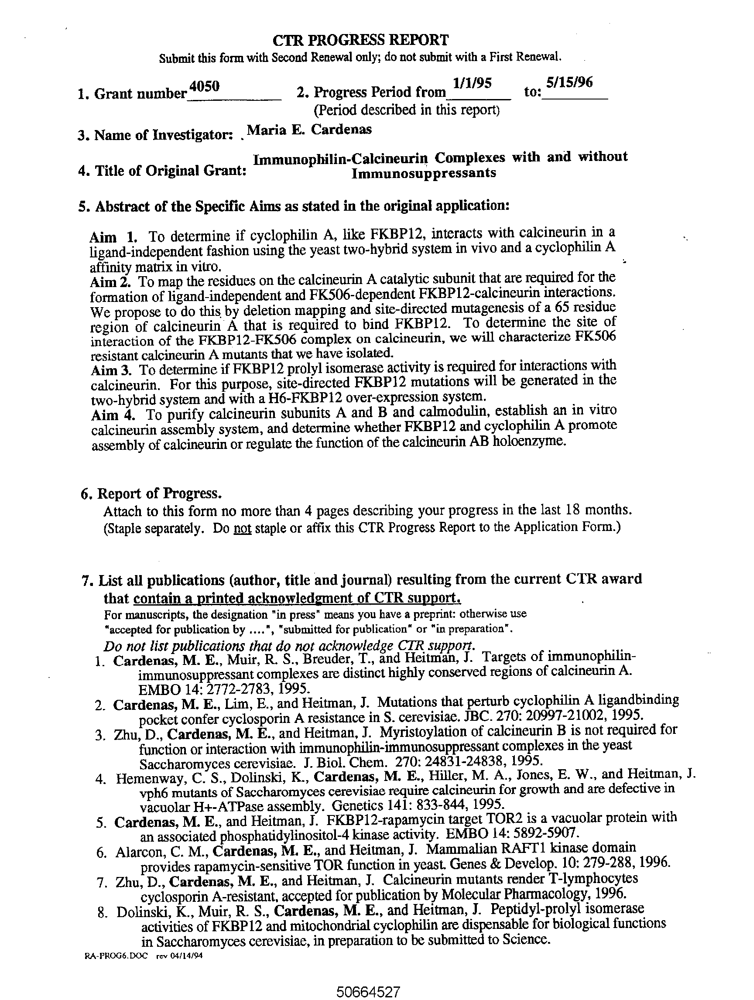 CTR PROGRESS REPORT
Submit this form with Second Renewal only; do not submit with a First Renewal.
1. Grant number 4050 2. Progress Period from 1/1/95 to: 5/15/96
(Period described in this report)
3. Name of Investigator: Maria E. Cardenas
4. Title of Original Grant: Immunophilin-Calcineurin Complexes with and without
Immunosuppressants
5. Abstract of the Specific Aims as stated in the original application:
Aim 1. To determine if cyclophilin A, like FKBP12, interacts with calcineurin in a
ligand-independent fashion using the yeast two-hybrid system in vivo and a cyclophilin A
affinity matrix in vitro.
Aim 2. To map the residues on the calcineurin A catalytic subunit that are required for the
formation of ligand-independent and FK506-dependent FKBP12-calcineurin interactions.
We propose to do this by deletion mapping and site-directed mutagenesis of a 65 residue
region of calcineurin A that is required to bind FKBP12. To determine the site of
interaction of the FKBP12-FK506 complex on calcineurin, we will characterize FK506
resistant calcineurin A mutants that we have isolated.
Aim 3. To determine if FKBP12 prolyl isomerase activity is required for interactions with
calcineurin. For this purpose, site-directed FKBP12 mutations will be generated in the
two-hybrid system and with a H6-FKBP12 over-expression system.
Aim 4. To purify calcineurin subunits A and B and calmodulin, establish an in vitro
calcineurin assembly system, and determine whether FKBP12 and cyclophilin A promote
assembly of calcineurin or regulate the function of the calcineurin AB holoenzyme.
6. Report of Progress.
Attach to this form no more than 4 pages describing your progress in the last 18 months.
(Staple separately. Do not staple or affix this CTR Progress Report to the Application Form.)
7. List all publications (author, title and journal) resulting from the current CTR award
that contain a printed acknowledgment of CTR support.
For manuscripts, the designation "in press" means you have a preprint: otherwise use
"accepted for publication by ....", "submitted for publication" or "in preparation".
Do not list publications that do not acknowledge CTR support.
1. Cardenas, M. E., Muir, R. S., Breuder, T., and Heitman, J. Targets of immunophilin-
immunosuppressant complexes are distinct highly conserved regions of calcineurin A.
EMBO 14: 2772-2783, 1995.
2. Cardenas, M. E., Lim, E., and Heitman, J. Mutations that perturb cyclophilin A ligandbinding
pocket confer cyclosporin A resistance in S. cerevisiae. JBC. 270: 20997-21002, 1995.
3. Zhu, D., Cardenas, M. E., and Heitman, J. Myristoylation of calcineurin B is not required for
function or interaction with immunophilin-immunosuppressant complexes in the yeast
Saccharomyces cerevisiae. J. Biol. Chem. 270: 24831-24838, 1995.
4. Hemenway, C. S., Dolinski, K., Cardenas, M. E., Hiller, M. A., Jones, E. W., and Heitman, J.
vph6 mutants of Saccharomyces cerevisiae require calcineurin for growth and are defective in
vacuolar H+-ATPase assembly. Genetics 141: 833-844, 1995.
5. Cardenas, M. E., and Heitman, J. FKBP12-rapamycin target TOR2 is a vacuolar protein with
an associated phosphatidylinositol-4 kinase activity. EMBO 14: 5892-5907.
6. Alarcon, C. M., Cardenas, M. E., and Heitman, J. Mammalian RAFT1 kinase domain
provides rapamycin-sensitive TOR function in yeast. Genes & Develop. 10: 279-288, 1996.
7. Zhu, D., Cardenas, M. E., and Heitman, J. Calcineurin mutants render T-lymphocytes
cyclosporin A-resistant, accepted for publication by Molecular Pharmacology, 1996.
8. Dolinski, K., Muir, R. S., Cardenas, M. E., and Heitman, J. Peptidyl-prolyl isomerase
activities of FKBP12 and mitochondrial cyclophilin are dispensable for biological functions
in Saccharomyces cerevisiae, in preparation to be submitted to Science.
RA-PROG6.DOC rev 04/14/94
50664527